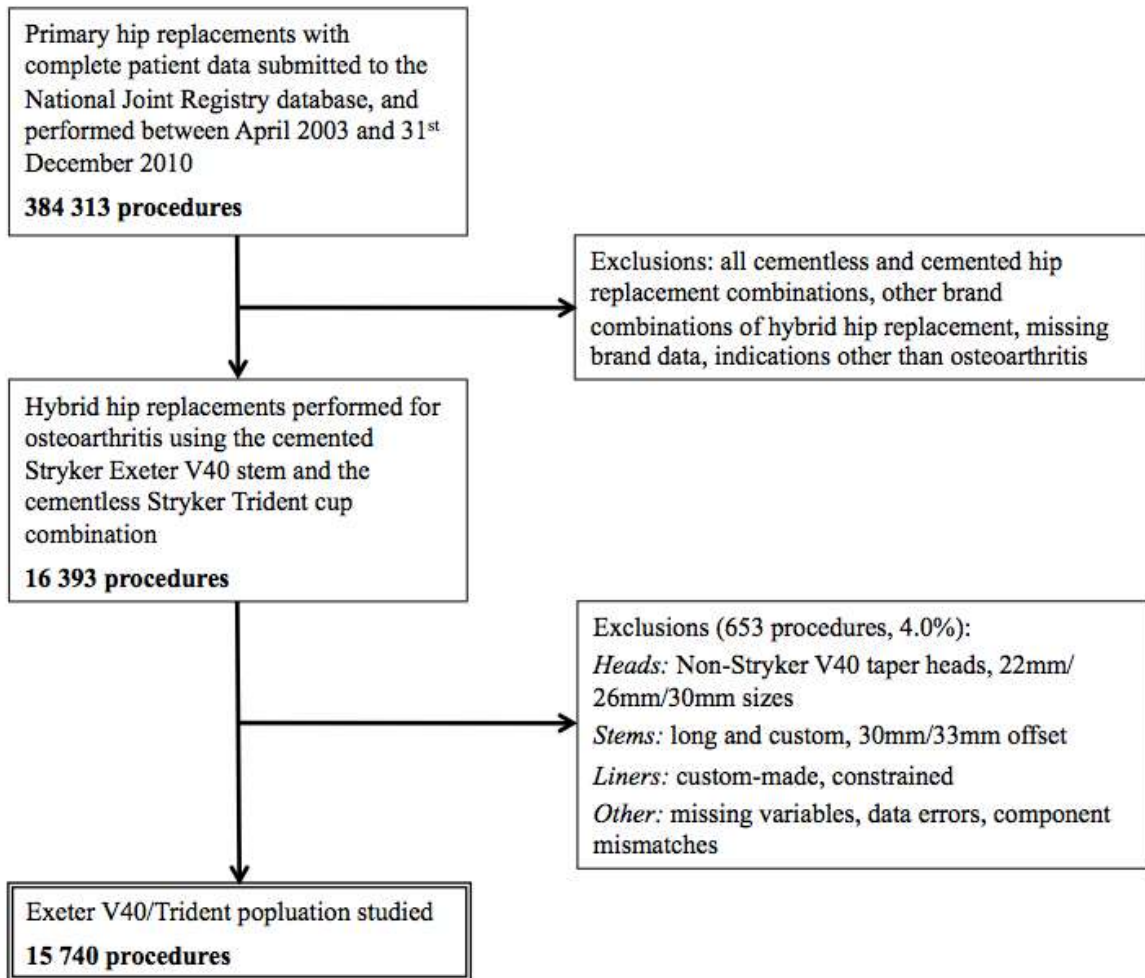 Primary hip replacements with
complete patient data submitted to the
National Joint Registry database, and
performed between April 2003 and 31st
December 2010
384 313 procedures
Exclusions: all cementless and cemented hip
replacement combinations, other brand
combinations of hybrid hip replacement, missing
brand data, indications other than osteoarthritis
Hybrid hip replacements performed for
osteoarthritis using the cemented
Stryker Exeter V40 stem and the
cementless Stryker Trident cup
combination
16 393 procedures
Exclusions (653 procedures, 4.0%):
Heads: Non-Stryker V40 taper heads, 22mm/
26mm/30mm sizes
Stems: long and custom, 30mm/33mm offset
Liners: custom-made, constrained
Other: missing variables, data errors, component
mismatches
Exeter V40/Trident popluation studied
15 740 procedures